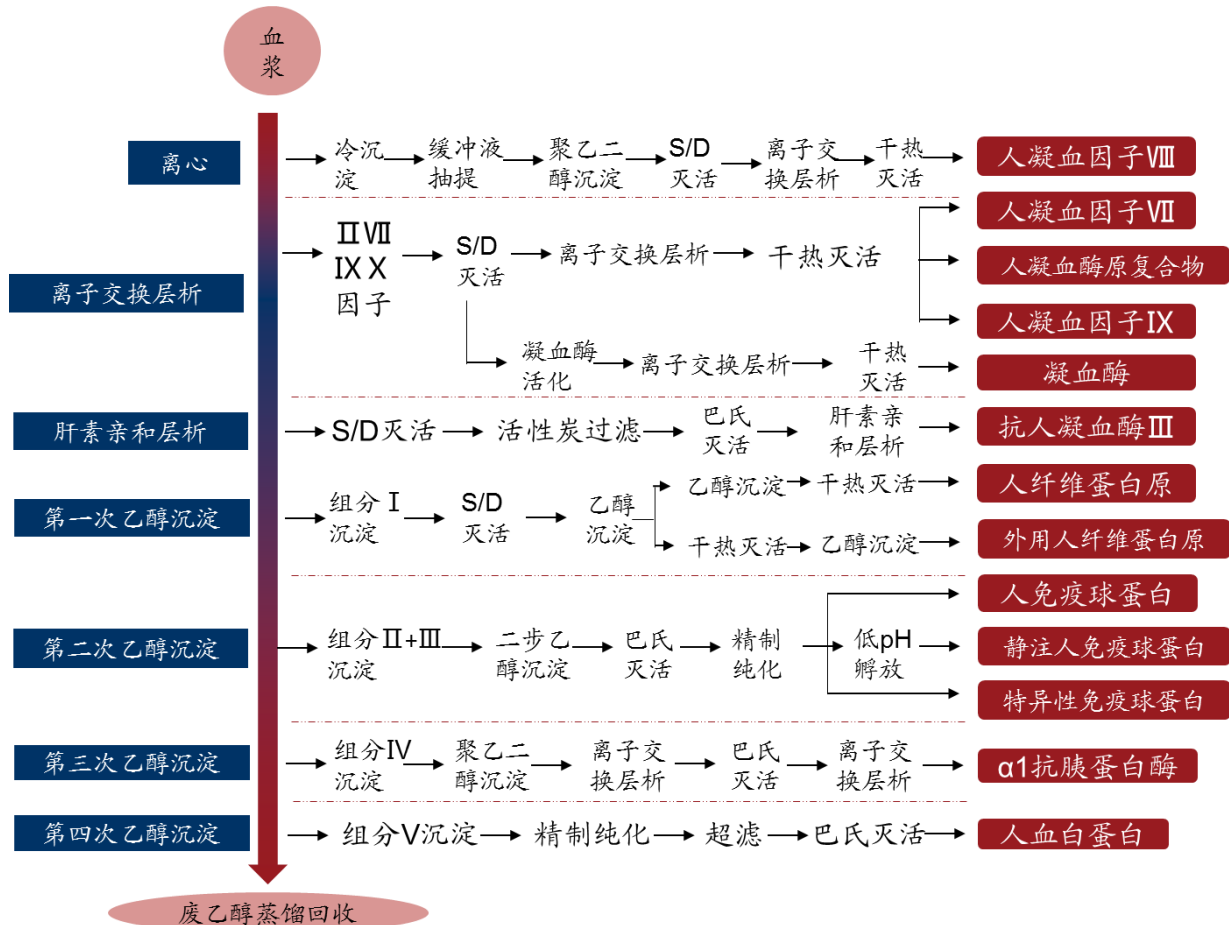 血
浆
离心
冷沉
淀
缓冲液
抽提
聚乙二
醇沉淀
S/D
灭活
离子交
换层析
干热
灭活
人凝血因子Ⅷ
离子交换层析
ⅡⅦ
ⅨⅩ
因子
S/D
灭活
离子交换层析
干热灭活
人凝血因子Ⅶ
人凝血酶原复合物
人凝血因子Ⅸ
凝血酶
活化
离子交换层析
干热
灭活
凝血酶
肝素亲和层析
S/D灭活
活性炭过滤
巴氏
灭活
肝素亲
和层析
抗人凝血酶Ⅲ
第一次乙醇沉淀
组分Ⅰ
沉淀
S/D
灭活
乙醇
沉淀
乙醇沉淀
干热灭活
人纤维蛋白原
干热灭活
乙醇沉淀
外用人纤维蛋白原
第二次乙醇沉淀
组分Ⅱ+Ⅲ
沉淀
二步乙
醇沉淀
巴氏
灭活
精制
纯化
人免疫球蛋白
低pH
孵放
静注人免疫球蛋白
特异性免疫球蛋白
第三次乙醇沉淀
组分Ⅳ
沉淀
聚乙二
醇沉淀
离子交
换层析
巴氏
灭活
离子交
换层析
α1抗胰蛋白酶
第四次乙醇沉淀
组分V沉淀
精制纯化
超滤
巴氏灭活
人血白蛋白
废乙醇蒸馏回收